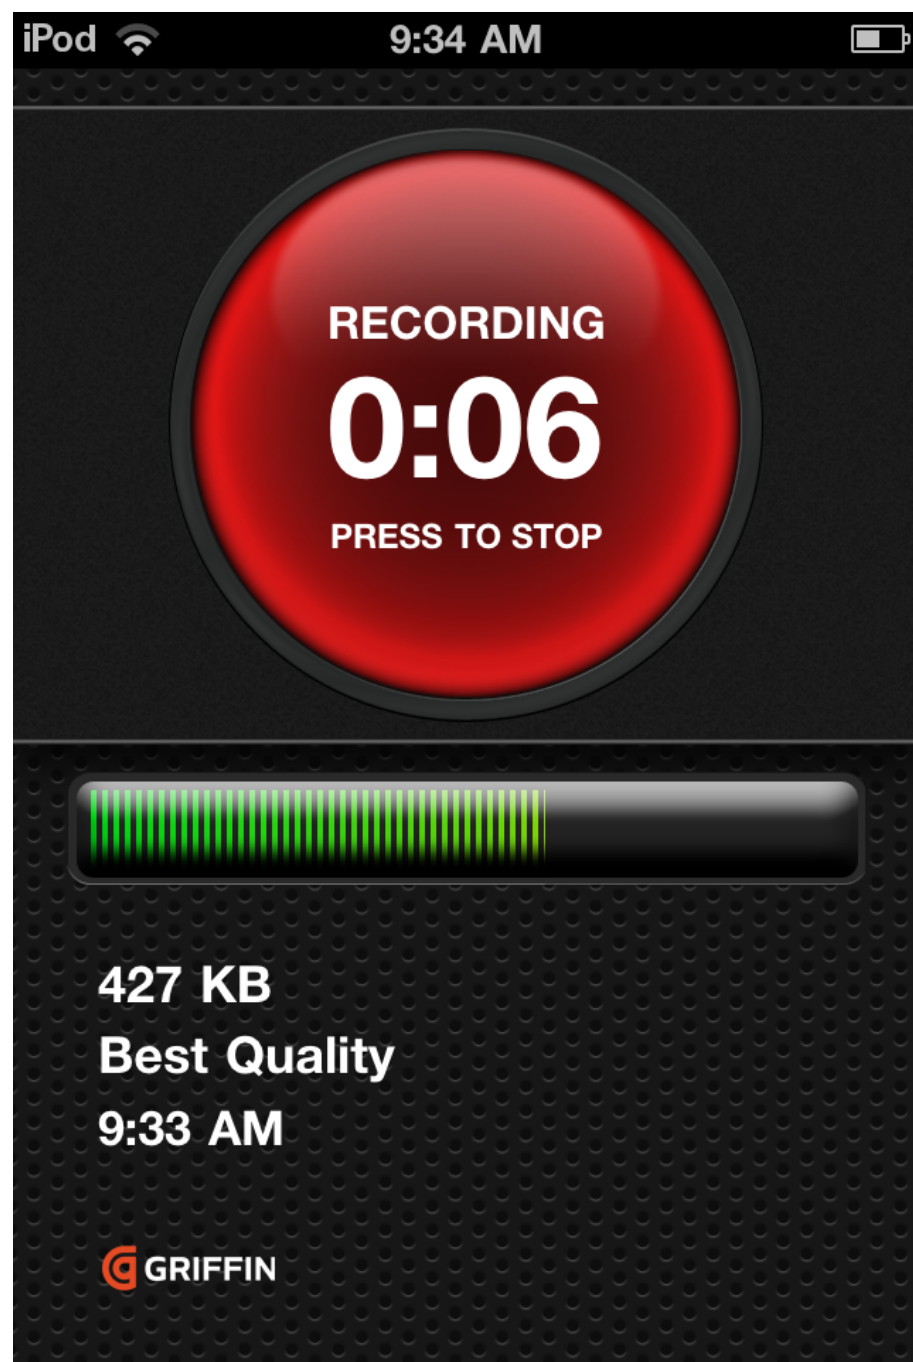 iPod 9:34 AM
RECORDING
0:06
PRESS TO STOP
427 KB
Best Quality
9:33 AM
GRIFFIN